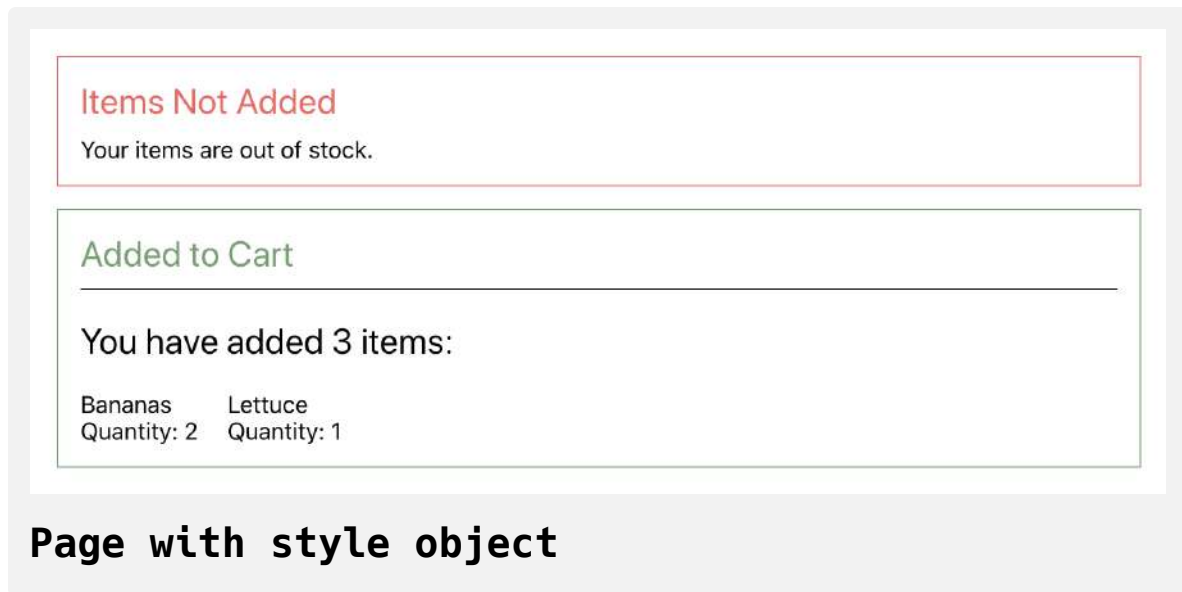 Items Not Added
Your items are out of stock.
Added to Cart
You have added 3 items:
Bananas Lettuce
Quantity: 2 Quantity: 1
Page with style object